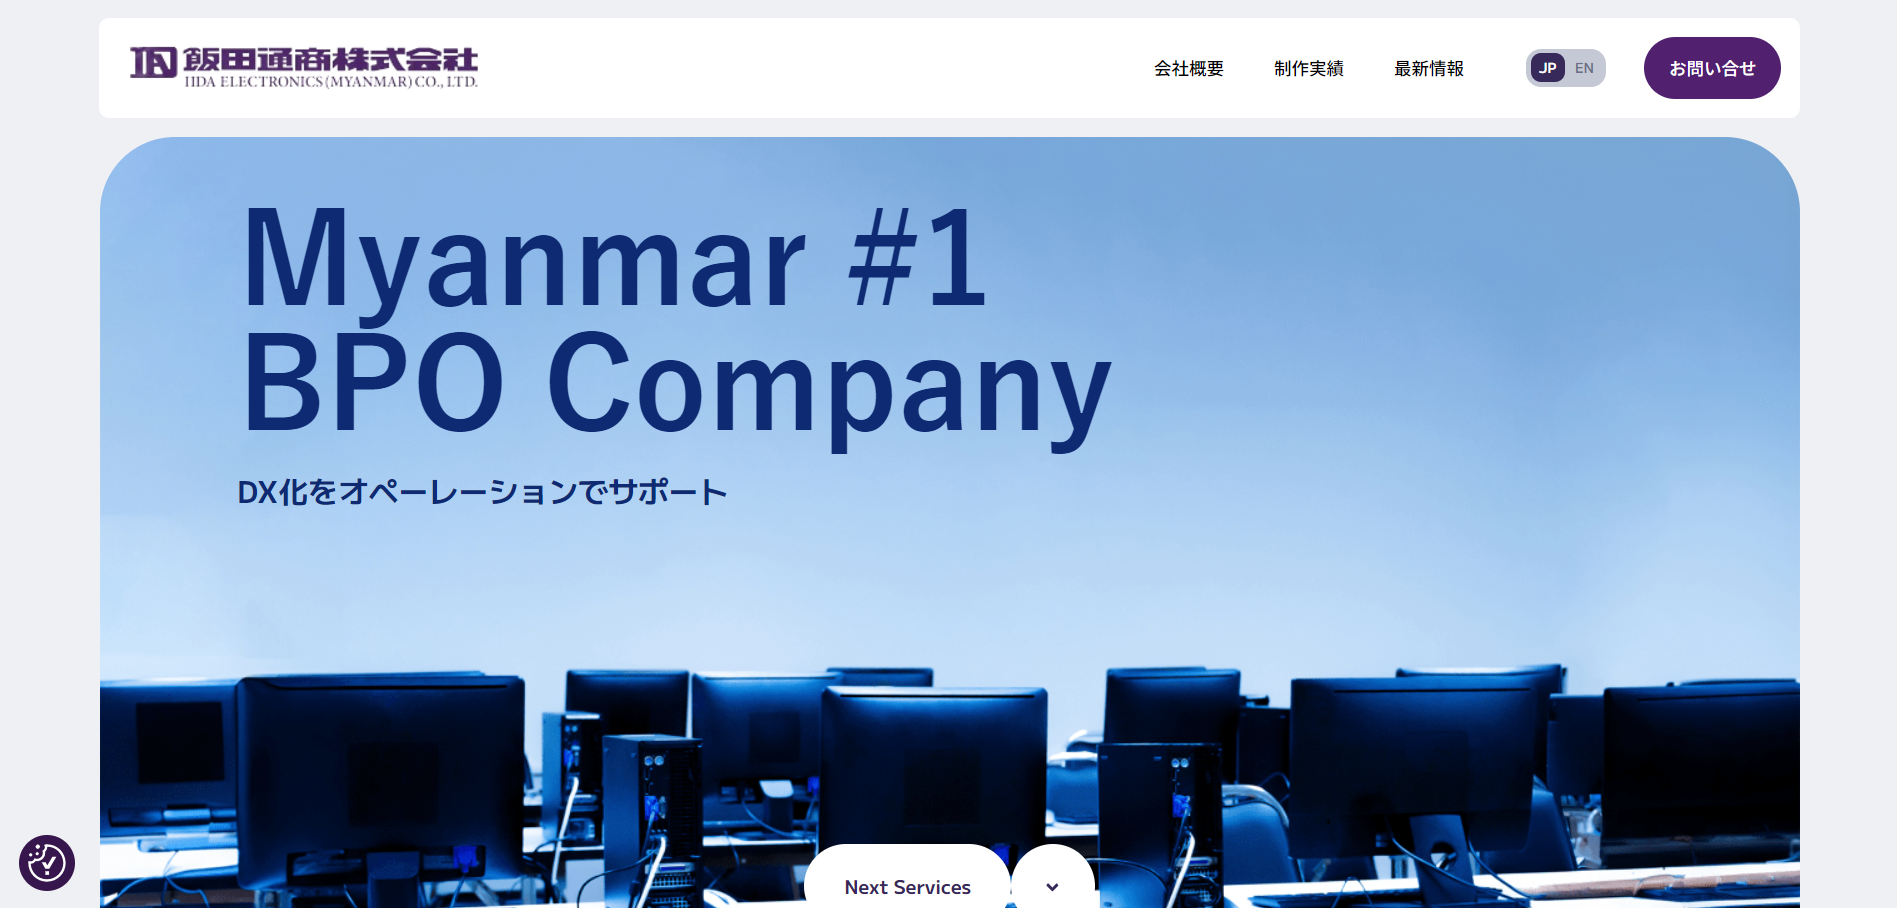 飯田通商株式会社
IIDA ELECTRONICS (MYANMAR) CO., LTD.
会社概要
制作実績
最新情報
JP
EN
お問い合せ
Myanmar #1
BPO Company
DX化をオペーレーションでサポート
Next Services